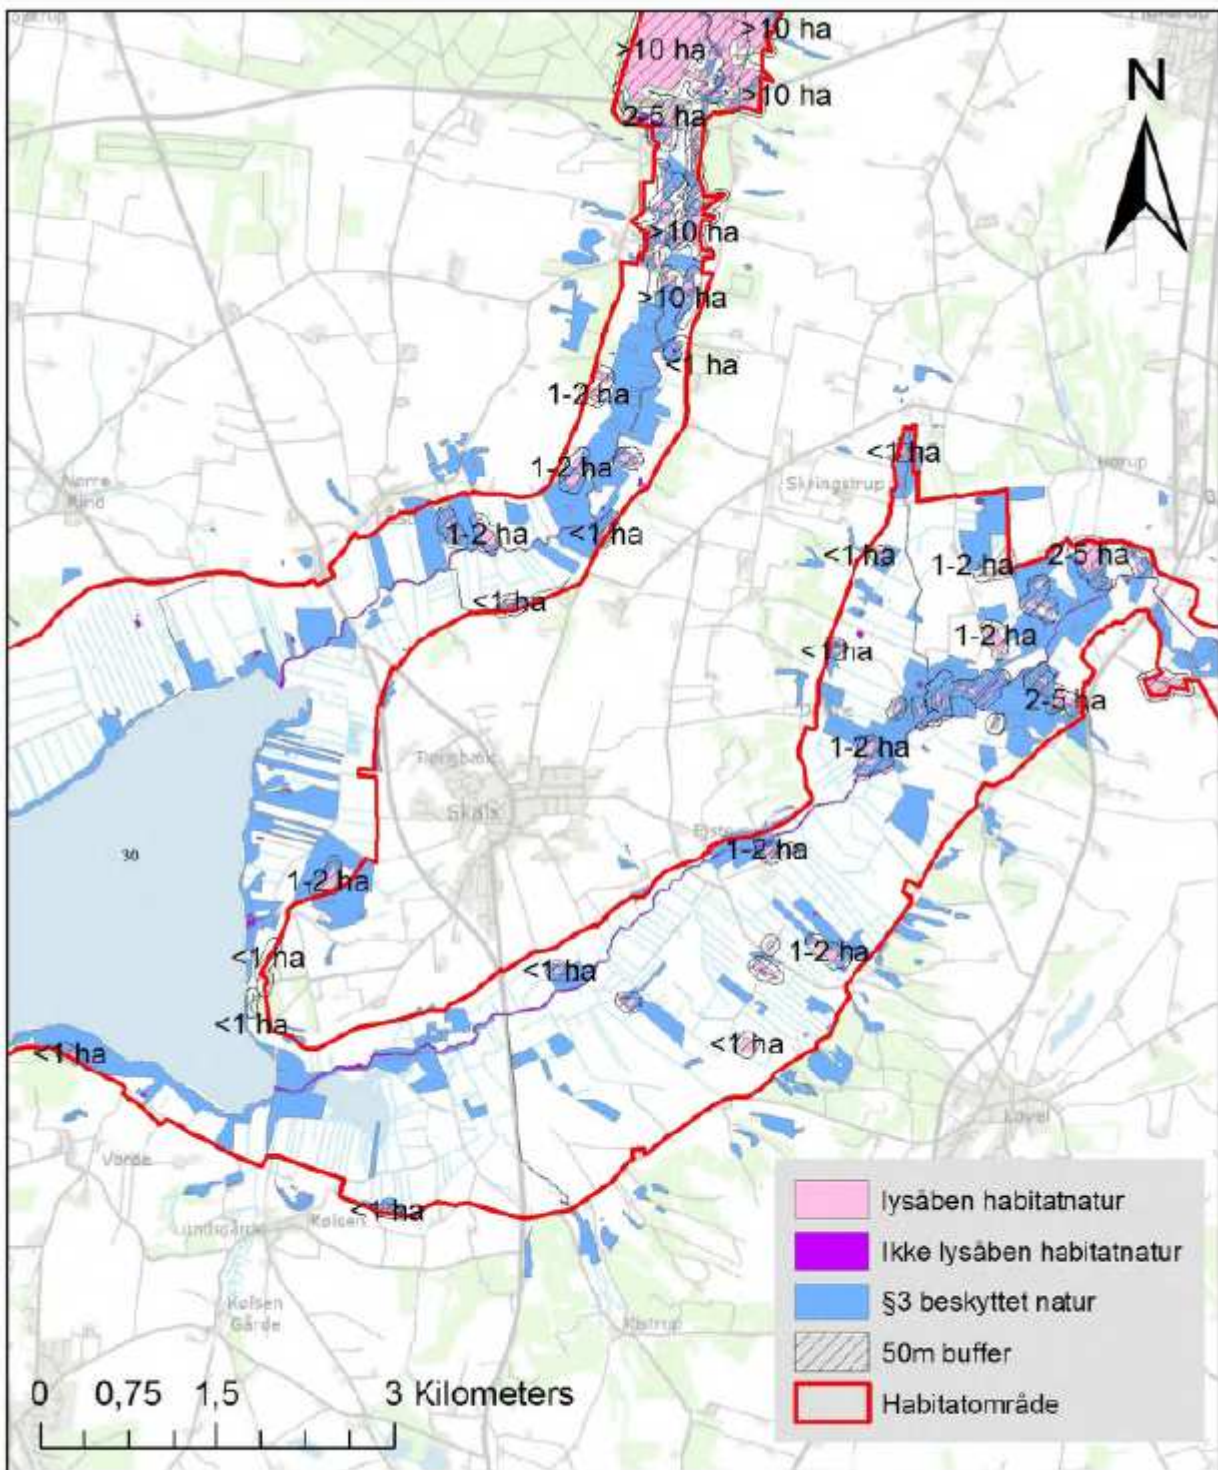 >10 ha
>10 ha
>10 ha
2-5 ha
N
>10 ha
>10 ha
<1 ha
1-2 ha
<1 ha
1-2 ha
Skringstrup
Nørre
Rind
1-2 ha
<1 ha
<1 ha
1-2 ha
2-5 ha
<1 ha
1-2 ha
<1 ha
2-5 ha
1-2 ha
Skals
30
1-2 ha
1-2 ha
<1 ha
<1 ha
1-2 ha
<1 ha
<1 ha
<1 ha
Løvel
Vorde
<1 ha
Kølsen
Kølsen
Gårde
lysåben habitatnatur
Ikke lysåben habitatnatur
§3 beskyttet natur
50m buffer
Habitatområde
0 0,75 1,5 3 Kilometers